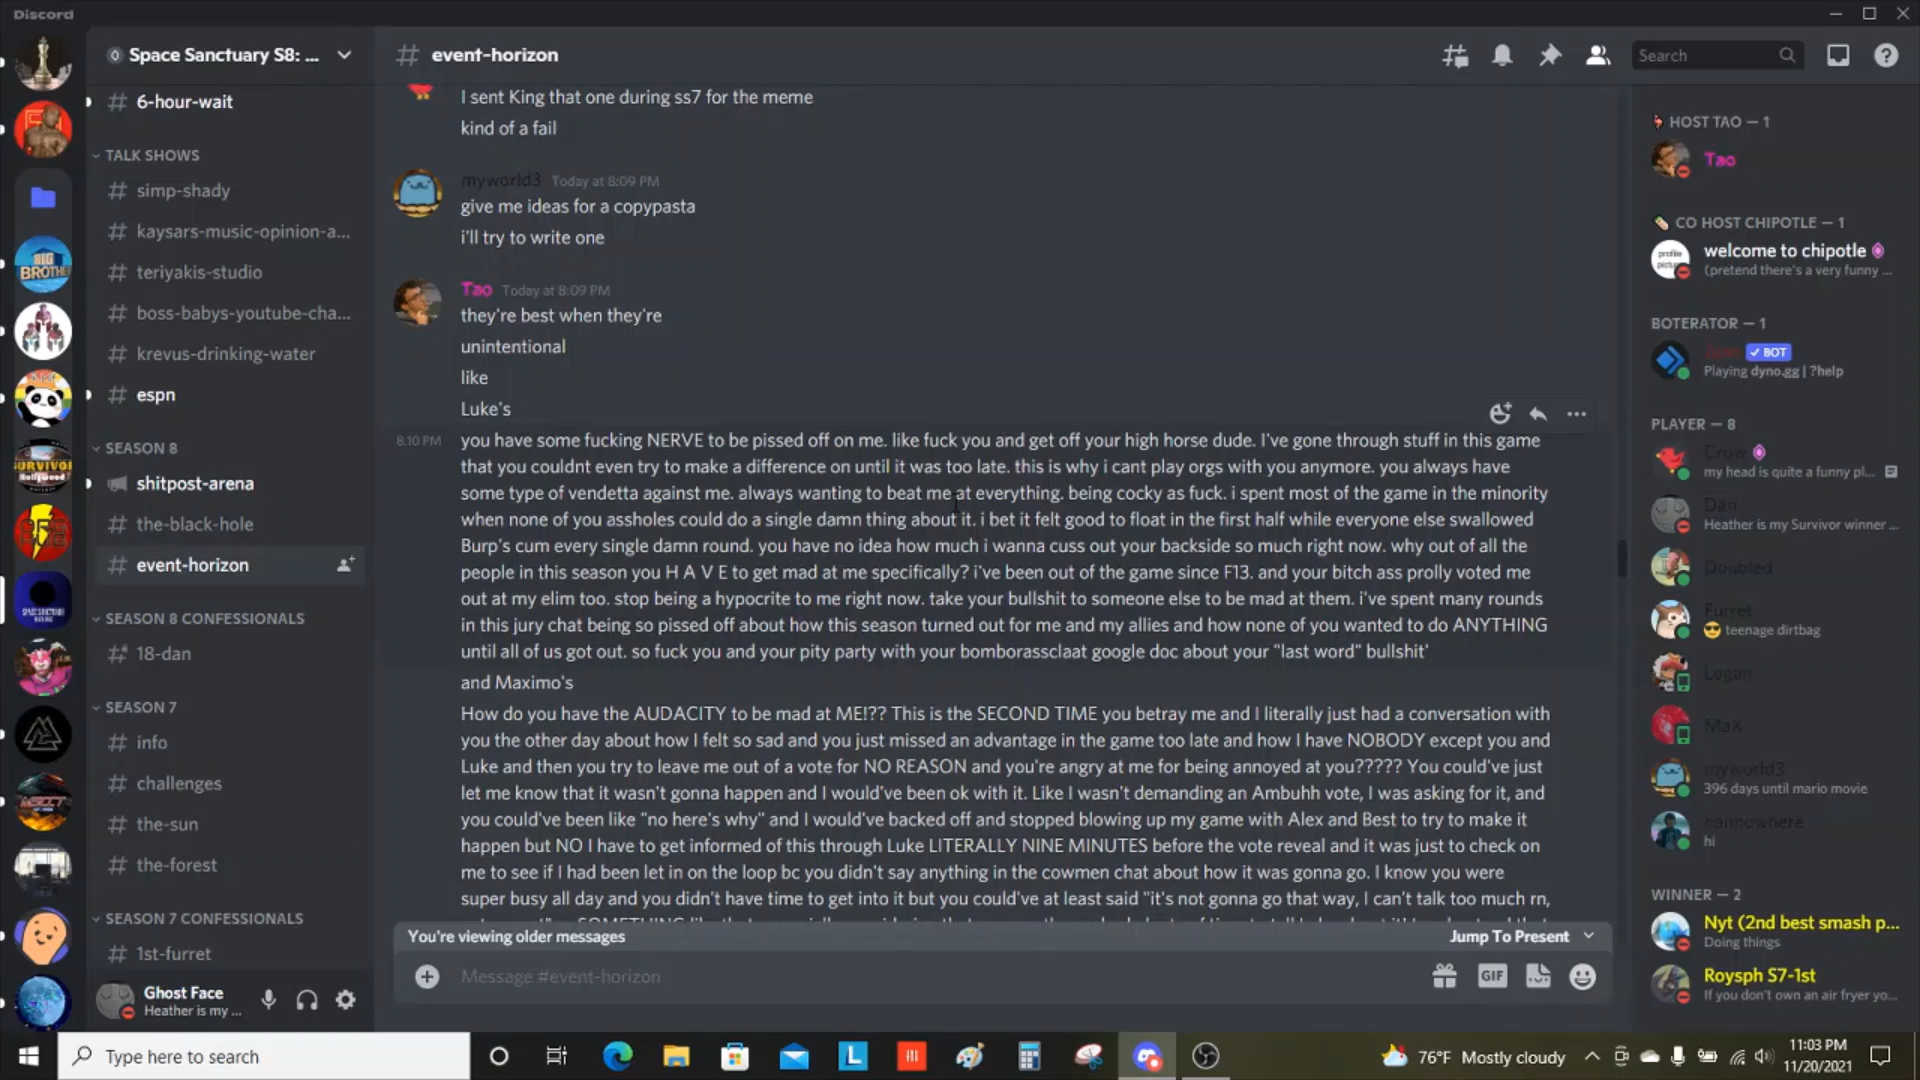 Discord
Space Sanctuary S8: ...
6-hour-wait
TALK SHOWS
simp-shady
kaysars-music-opinion-a...
teriyakis-studio
boss-babys-youtube-cha...
krevus-drinking-water
espn
SEASON 8
shitpost-arena
the-black-hole
event-horizon
SEASON 8 CONFESSIONALS
18-dan
SEASON 7
info
challenges
the-sun
the-forest
SEASON 7 CONFESSIONALS
1st-furret
Ghost Face
Heather is my ...
event-horizon
Search
I sent King that one during ss7 for the meme
kind of a fail
myworld3 Today at 8:09 PM
give me ideas for a copypasta
i'll try to write one
Tao Today at 8:09 PM
they're best when they're
unintentional
like
Luke's
8:10 PM you have some fucking NERVE to be pissed off on me. like fuck you and get off your high horse dude. I've gone through stuff in this game
that you couldnt even try to make a difference on until it was too late. this is why i cant play orgs with you anymore. you always have
some type of vendetta against me. always wanting to beat me at everything. being cocky as fuck. i spent most of the game in the minority
when none of you assholes could do a single damn thing about it. i bet it felt good to float in the first half while everyone else swallowed
Burp's cum every single damn round. you have no idea how much i wanna cuss out your backside so much right now. why out of all the
people in this season you H A V E to get mad at me specifically? i've been out of the game since F13. and your bitch ass prolly voted me
out at my elim too. stop being a hypocrite to me right now. take your bullshit to someone else to be mad at them. i've spent many rounds
in this jury chat being so pissed off about how this season turned out for me and my allies and how none of you wanted to do ANYTHING
until all of us got out. so fuck you and your pity party with your bomborassclaat google doc about your "last word" bullshit'
and Maximo's
How do you have the AUDACITY to be mad at ME!?? This is the SECOND TIME you betray me and I literally just had a conversation with
you the other day about how I felt so sad and you just missed an advantage in the game too late and how I have NOBODY except you and
Luke and then you try to leave me out of a vote for NO REASON and you're angry at me for being annoyed at you????? You could've just
let me know that it wasn't gonna happen and I would've been ok with it. Like I wasn't demanding an Ambuhh vote, I was asking for it, and
you could've been like "no here's why" and I would've backed off and stopped blowing up my game with Alex and Best to try to make it
happen but NO I have to get informed of this through Luke LITERALLY NINE MINUTES before the vote reveal and it was just to check on
me to see if I had been let in on the loop bc you didn't say anything in the cowmen chat about how it was gonna go. I know you were
super busy all day and you didn't have time to get into it but you could've at least said "it's not gonna go that way, I can't talk too much rn,
You're viewing older messages
Jump To Present
Message #event-horizon
GIF
HOST TAO — 1
Tao
CO HOST CHIPOTLE — 1
profile
picture
welcome to chipotle
(pretend there's a very funny ...
BOTERATOR — 1
BOT
Playing dyno.gg | ?help
PLAYER — 8
Crow
my head is quite a funny pl...
Dan
Heather is my Survivor winner ...
Doubled
Furret
teenage dirtbag
Logan
MaX
myworld3
396 days until mario movie
nannowhere
hi
WINNER — 2
Nyt (2nd best smash p...
Doing things
Roysph S7-1st
If you don't own an air fryer yo...
BIG
BROTHER
SURVIVOR
Type here to search
L
76°F Mostly cloudy
11:03 PM
11/20/2021